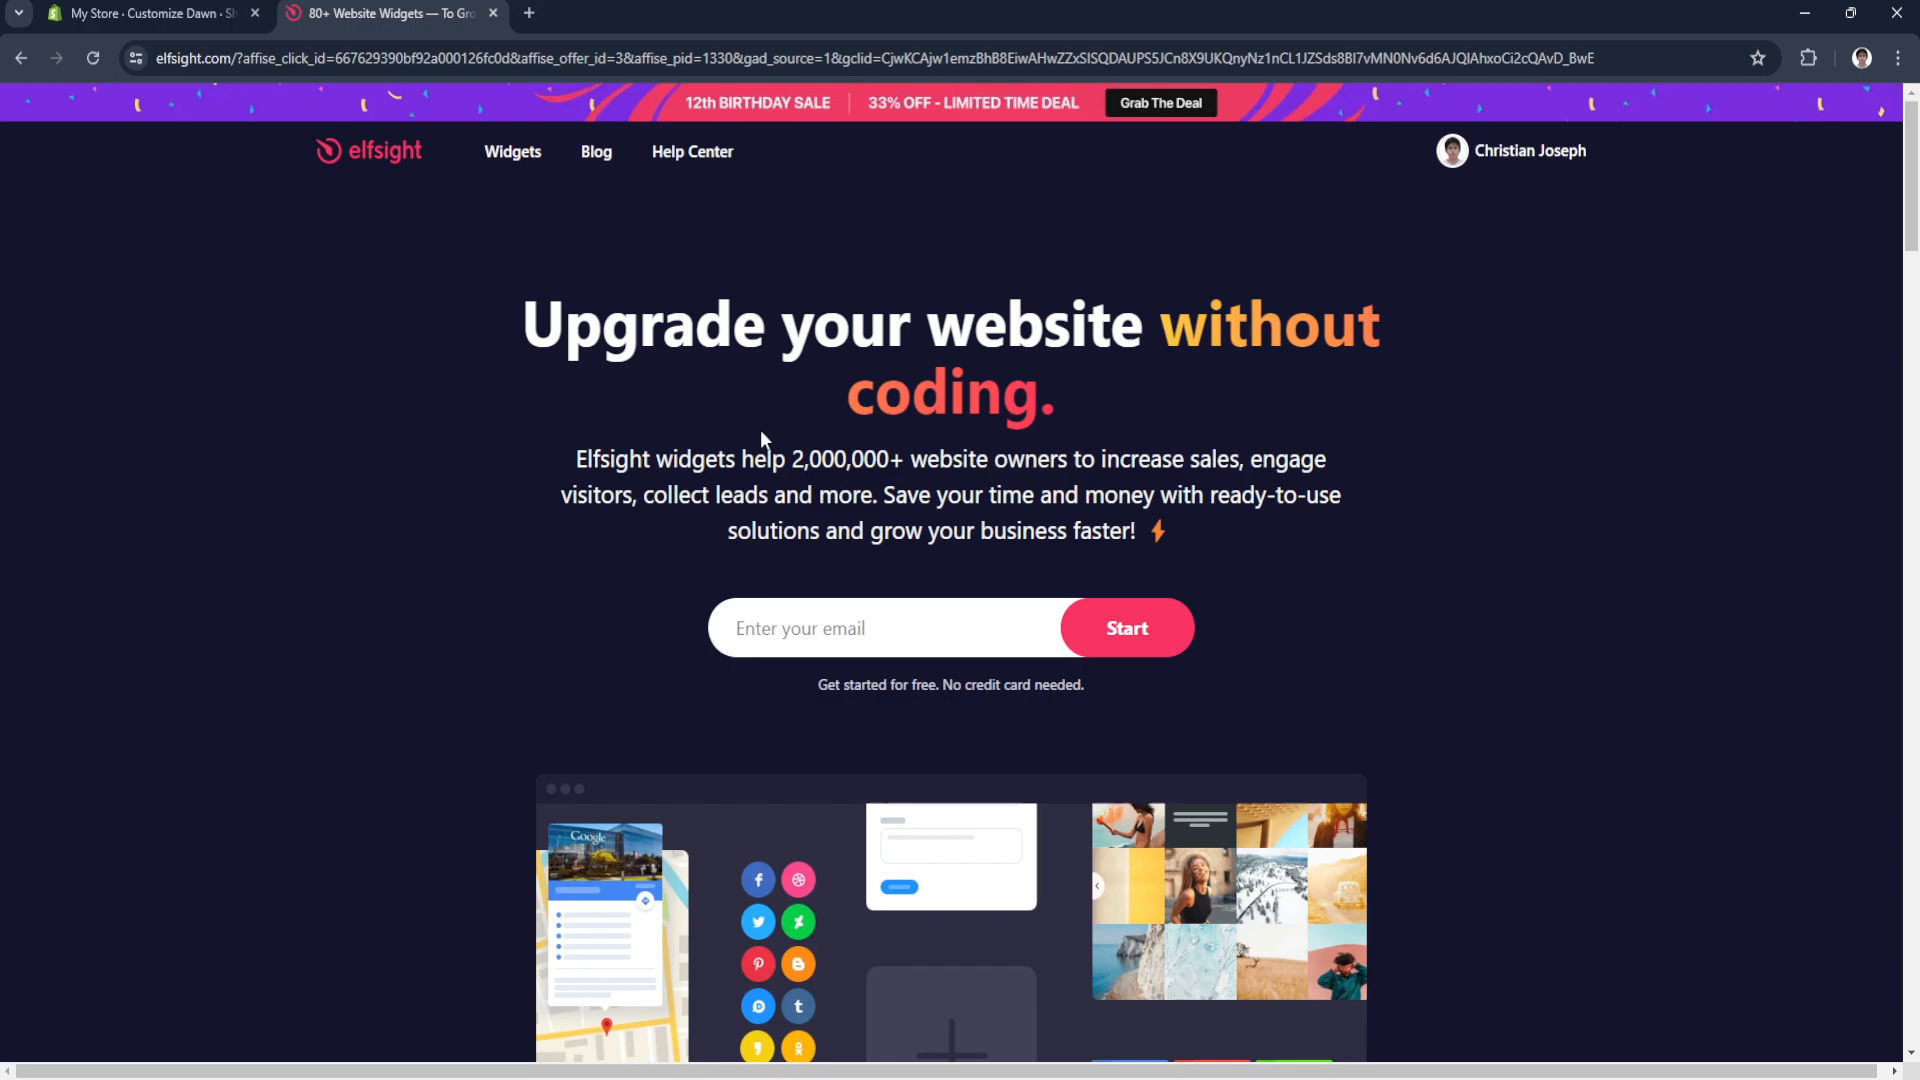 My Store · Customize Dawn · Sh
80+ Website Widgets — To Gro
elfsight.com/?affise_click_id=667629390bf92a000126fc0d&affise_offer_id=3&affise_pid=1330&gad_source=1&gclid=CjwKCAjw1emzBhB8EiwAHwZZxSISQDAUPS5JCn8X9UKQnyNz1nCL1JZSds8BI7vMN0Nv6d6AJQIAhxoCi2cQAvD_BwE
12th BIRTHDAY SALE
33% OFF - LIMITED TIME DEAL
Grab The Deal
elfsight
Widgets
Blog
Help Center
Christian Joseph
Upgrade your website without
coding.
Elfsight widgets help 2,000,000+ website owners to increase sales, engage
visitors, collect leads and more. Save your time and money with ready-to-use
solutions and grow your business faster!
Enter your email
Start
Get started for free. No credit card needed.
Google